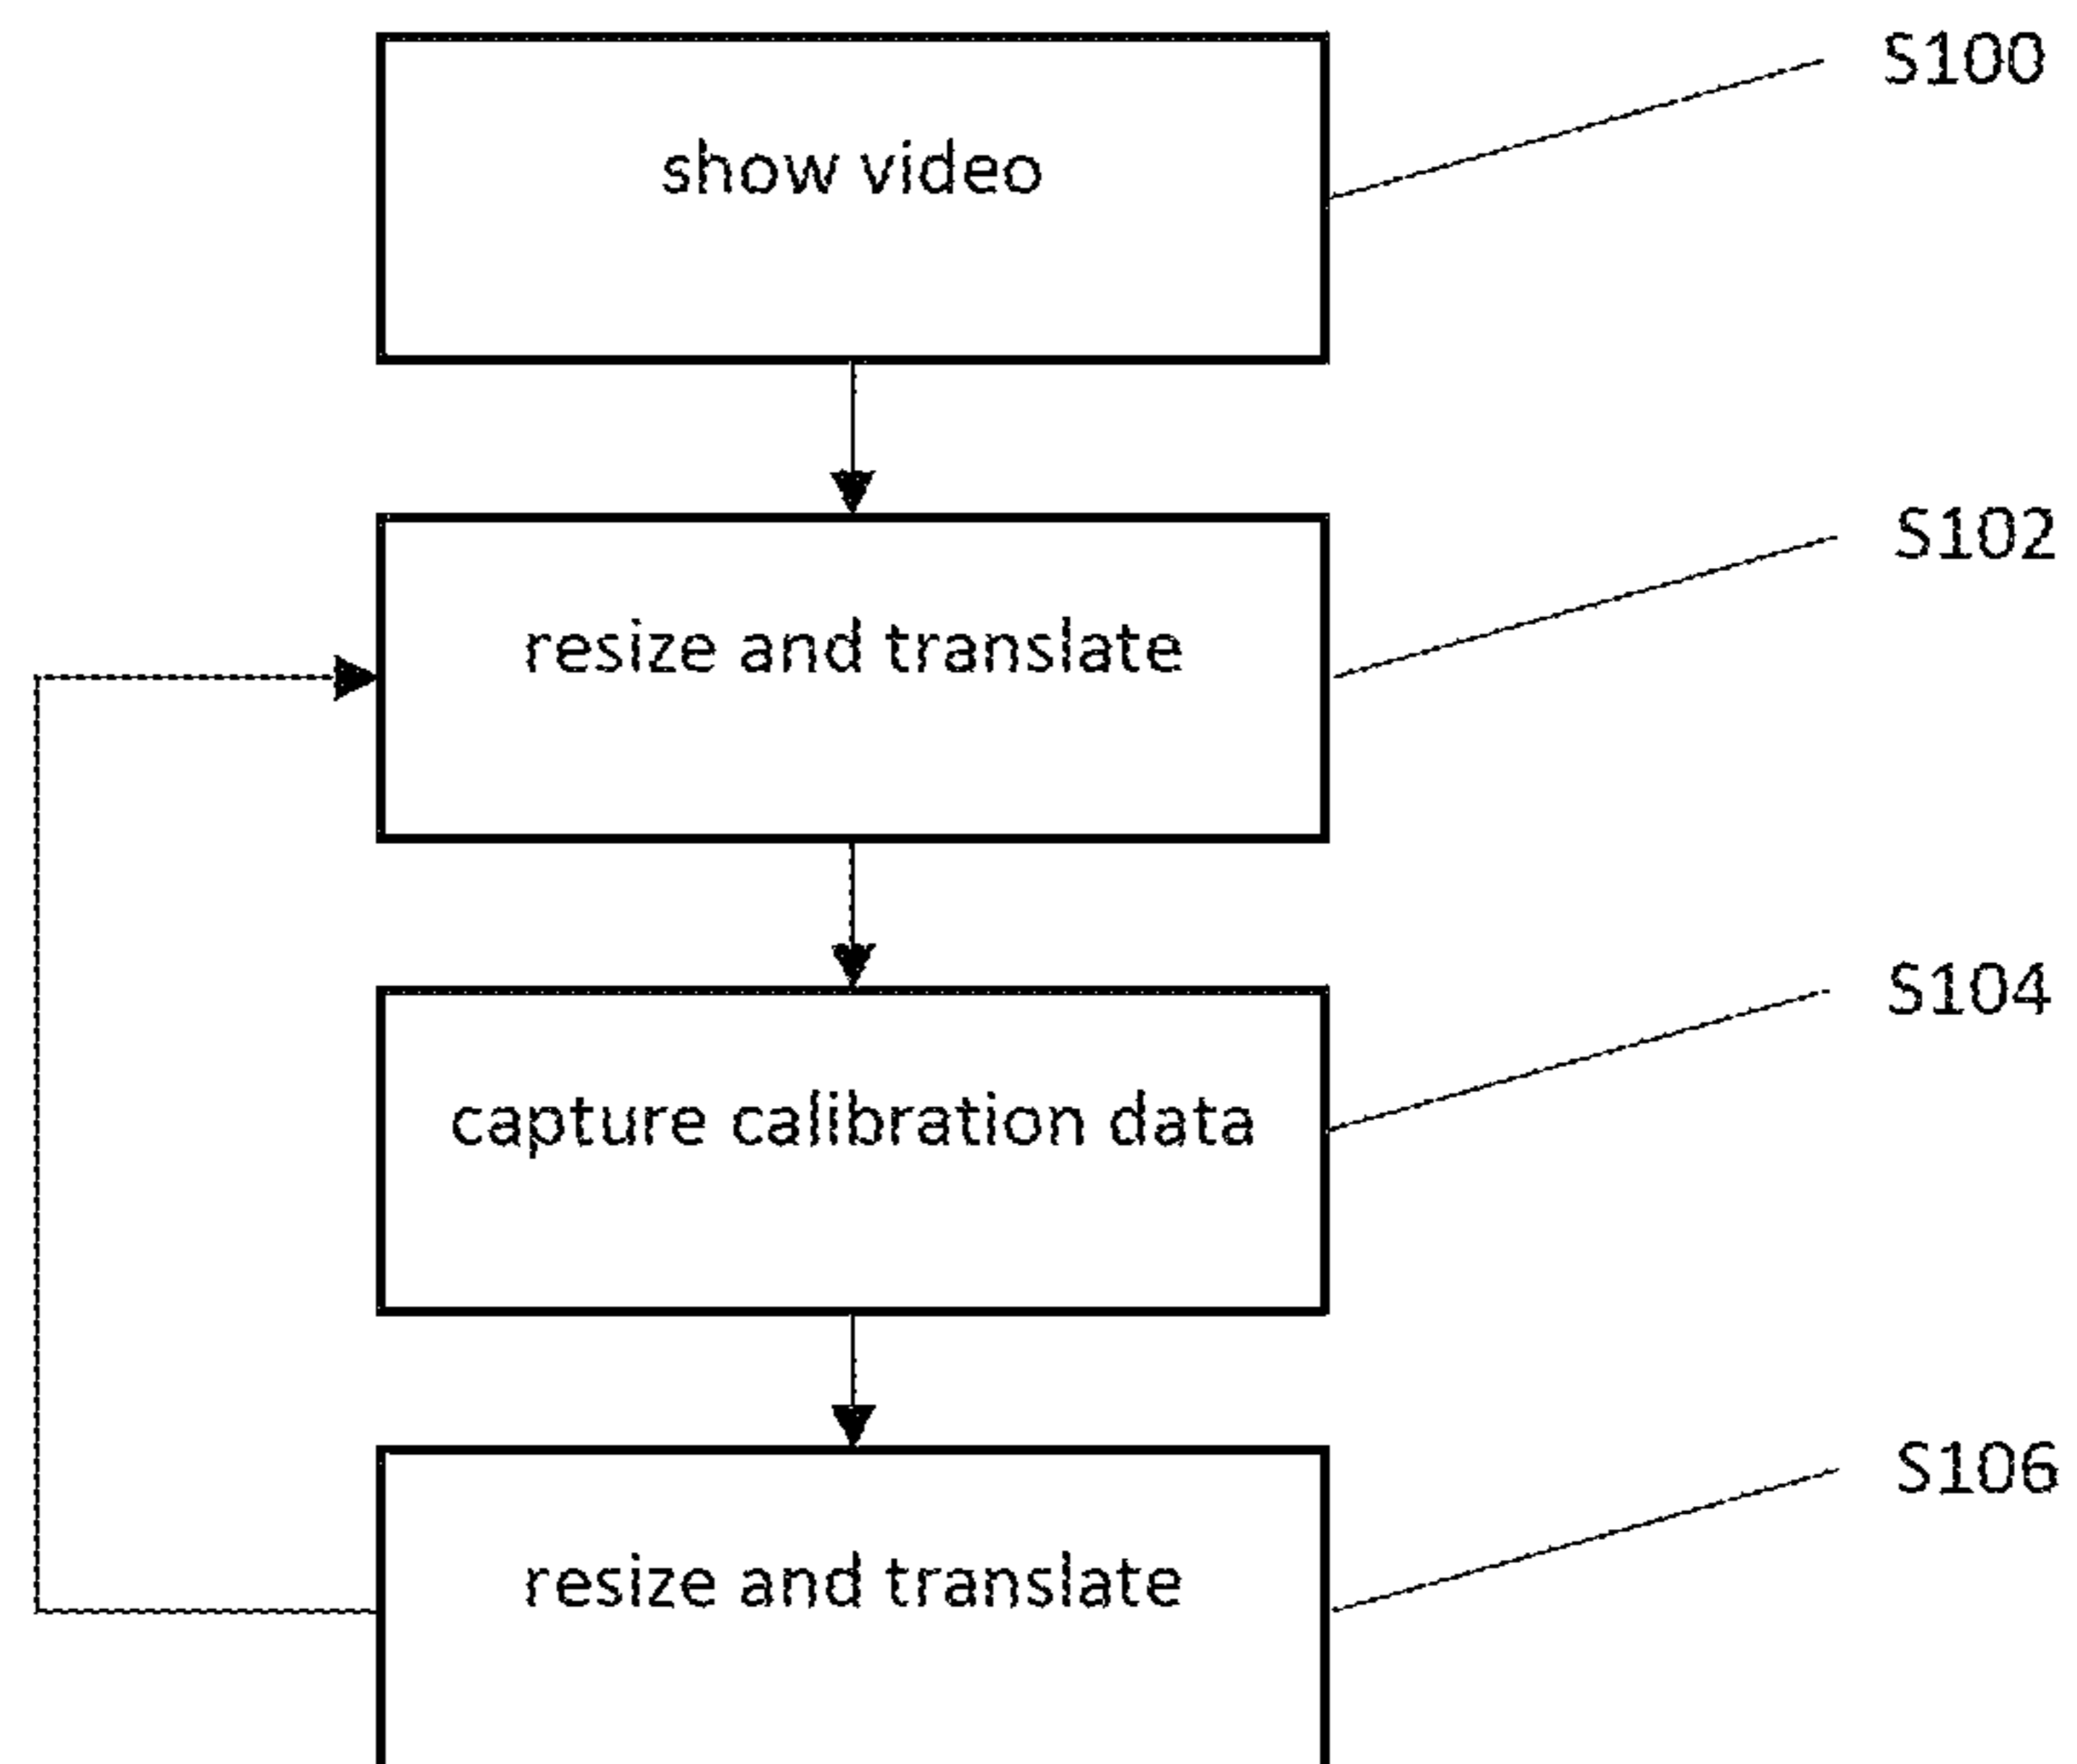 show video
S100
resize and translate
S102
capture calibration data
S104
resize and translate
S106